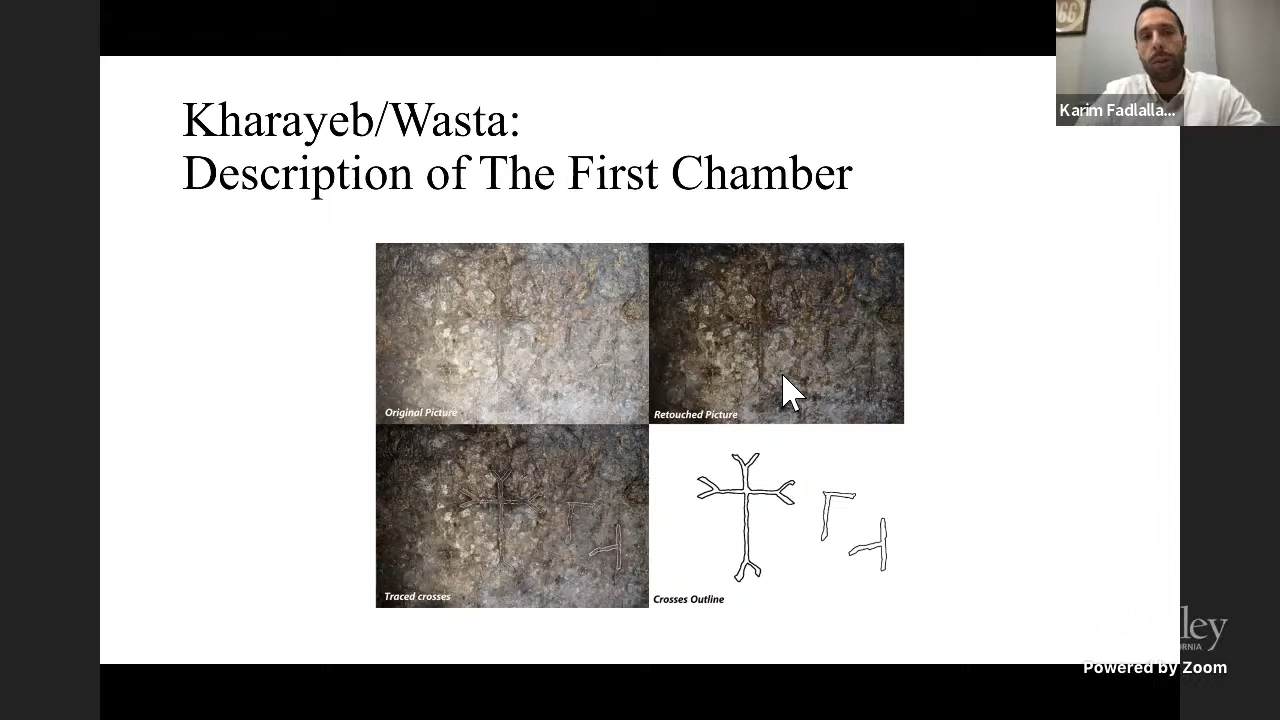 Kharayeb/Wasta:
Description of The First Chamber
Karim Fadlalla...
Original Picture
Retouched Picture
Traced crosses
Crosses Outline
Powered by Zoom